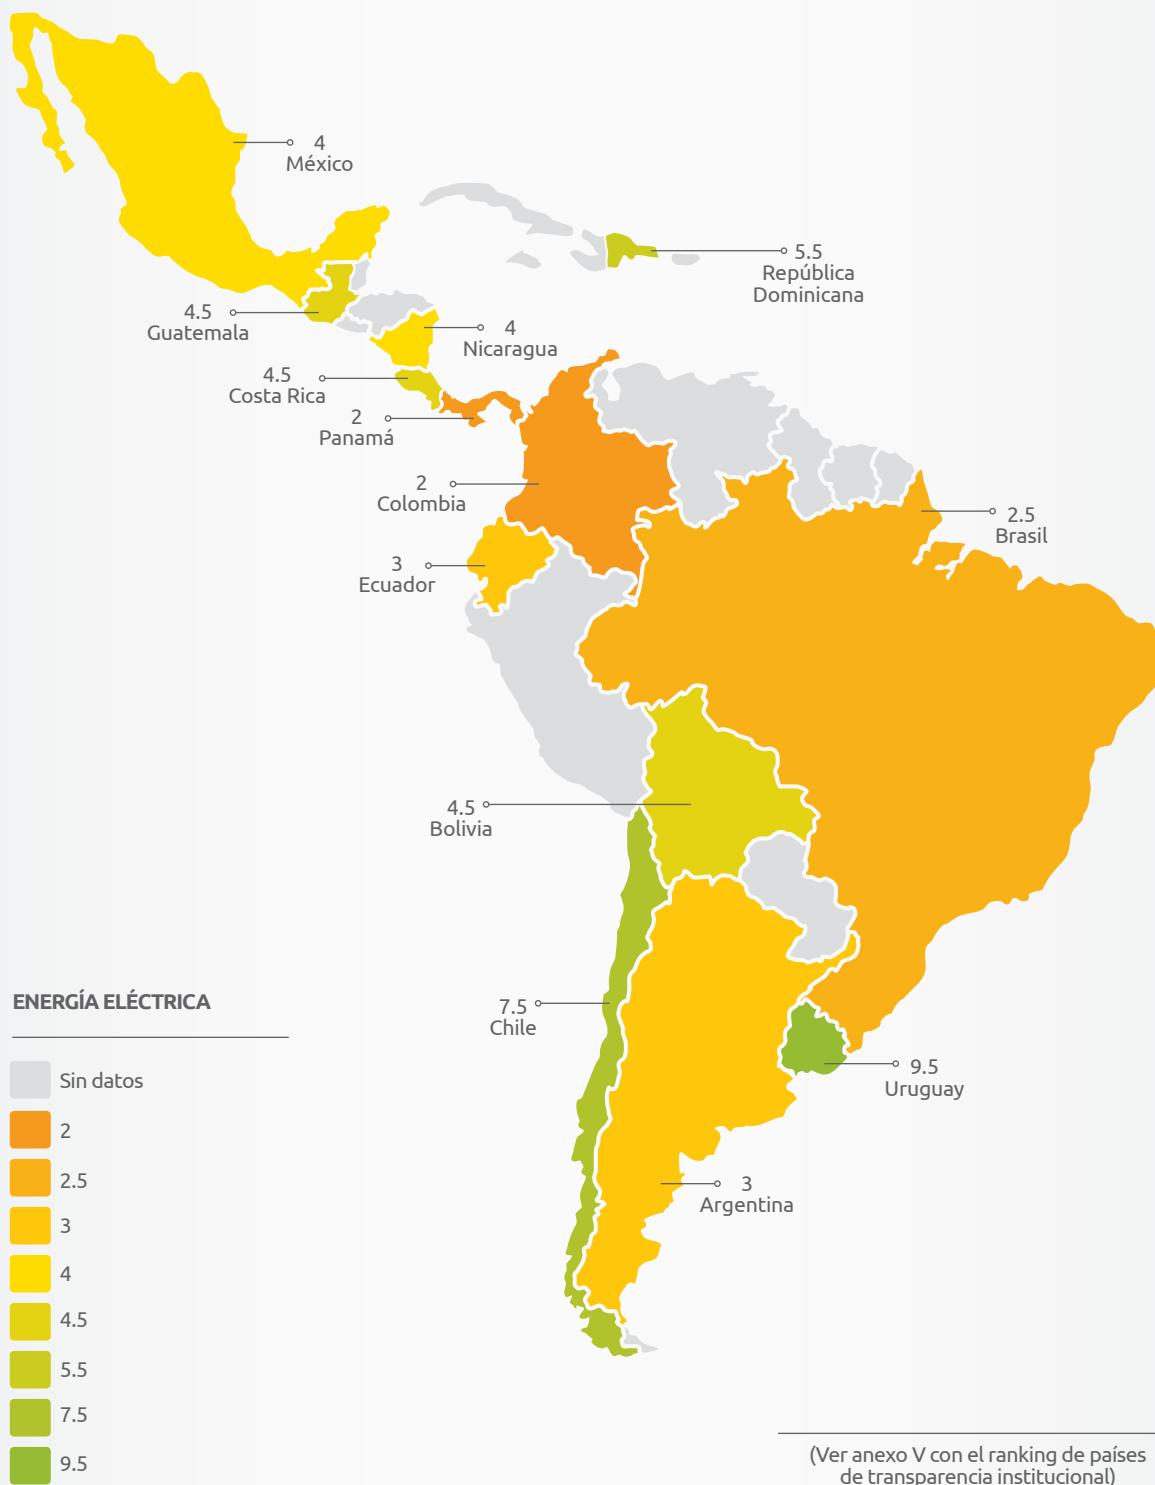 4
México
5.5
República
Dominicana
4.5
Guatemala
4
Nicaragua
4.5
Costa Rica
2
Panamá
2
Colombia
2.5
Brasil
3
Ecuador
4.5
Bolivia
7.5
Chile
9.5
Uruguay
3
Argentina
ENERGÍA ELÉCTRICA
Sin datos
2
2.5
3
4
4.5
5.5
7.5
9.5
(Ver anexo V con el ranking de países
de transparencia institucional)